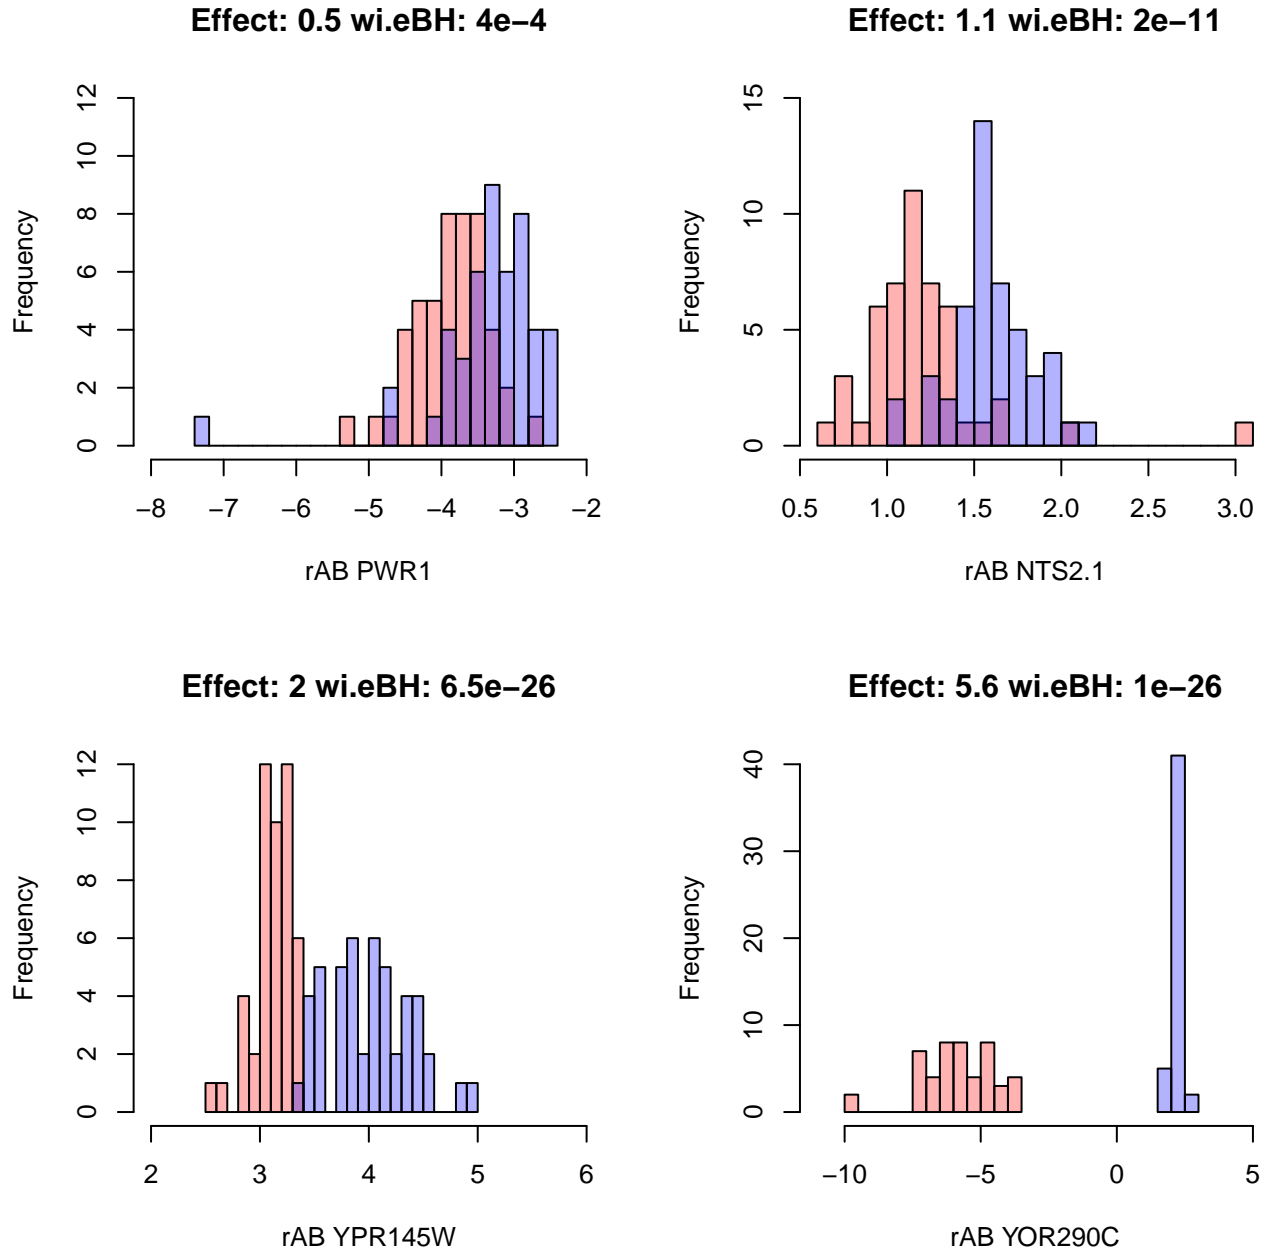 Effect: 0.5 wi.eBH: 4e−4
Frequency
12
10
8
6
4
2
0
−8 −7 −6 −5 −4 −3 −2
rAB PWR1
Effect: 1.1 wi.eBH: 2e−11
Frequency
15
10
5
0
0.5 1.0 1.5 2.0 2.5 3.0
rAB NTS2.1
Effect: 2 wi.eBH: 6.5e−26
Frequency
12
10
8
6
4
2
0
2 3 4 5 6
rAB YPR145W
Effect: 5.6 wi.eBH: 1e−26
Frequency
40
30
20
10
0
−10 −5 0 5
rAB YOR290C